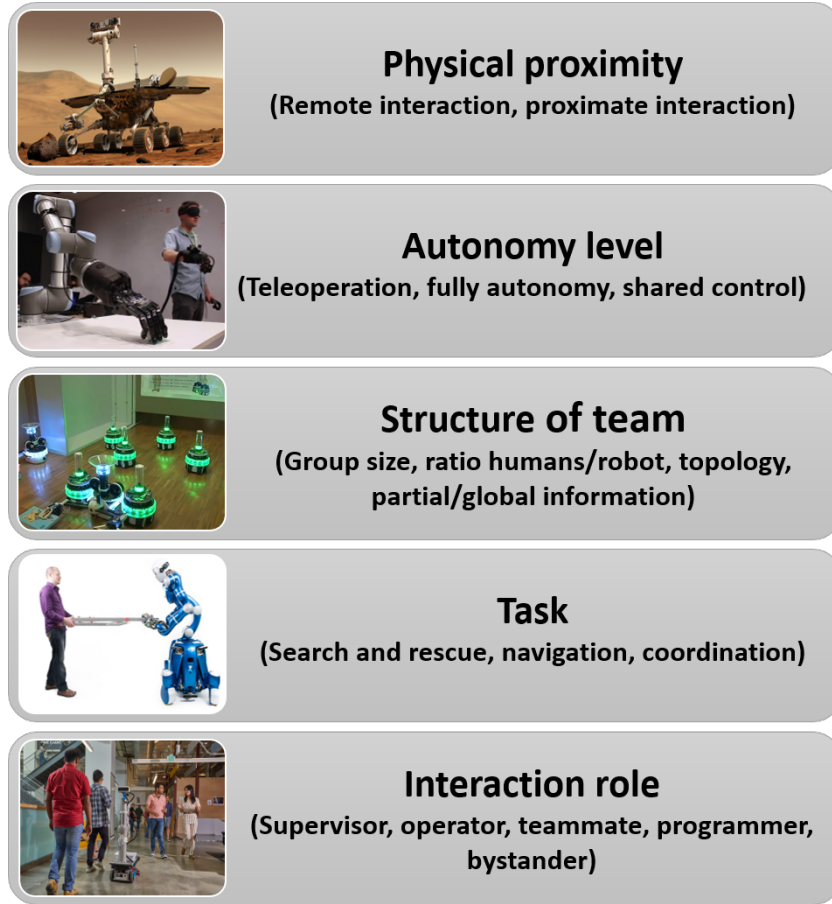 Physical proximity
(Remote interaction, proximate interaction)
Autonomy level
(Teleoperation, fully autonomy, shared control)
Structure of team
(Group size, ratio humans/robot, topology,
partial/global information)
Task
(Search and rescue, navigation, coordination)
Interaction role
(Supervisor, operator, teammate, programmer,
bystander)